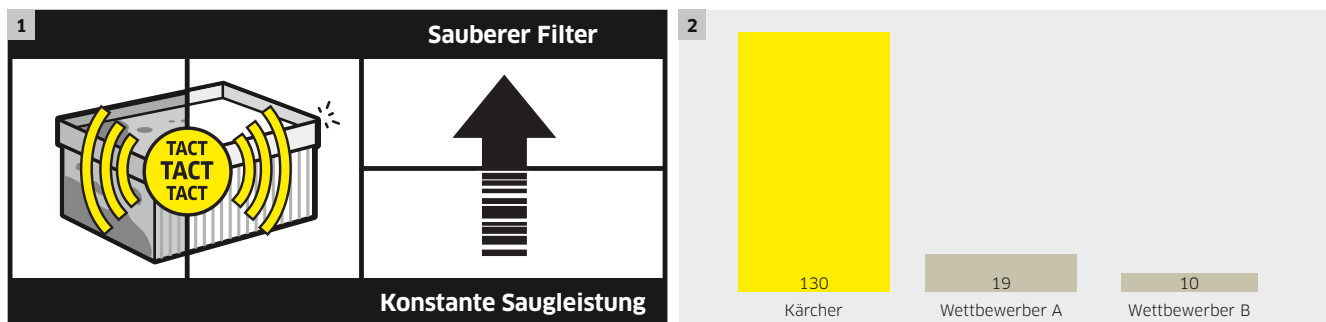 1
Sauberer Filter
TACT
TACT
TACT
Konstante Saugleistung
2
130
19
10
Kärcher
Wettbewerber A
Wettbewerber B